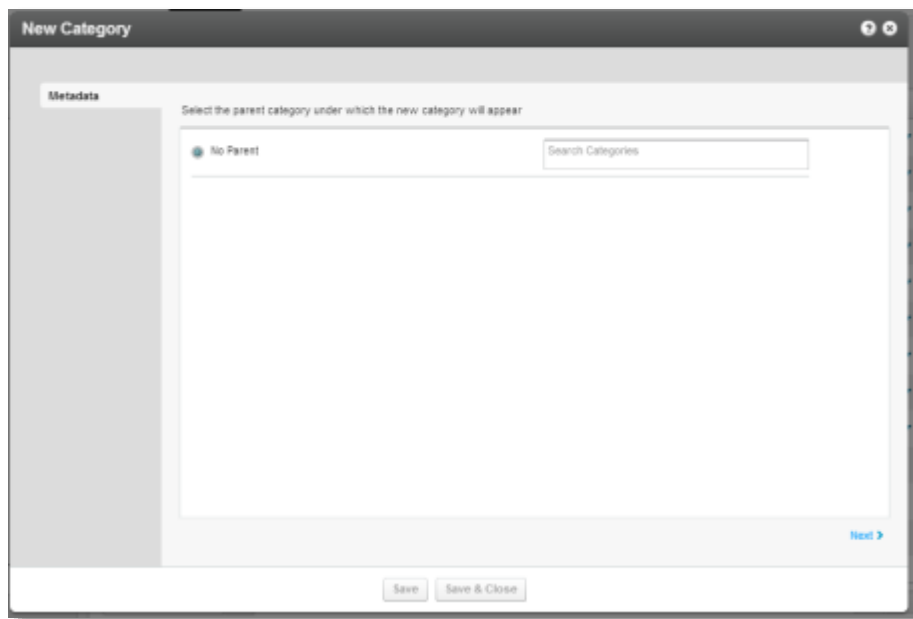 New Category
Metadata
Select the parent category under which the new category will appear
No Parent
Search Categories
Next
Save
Save & Close